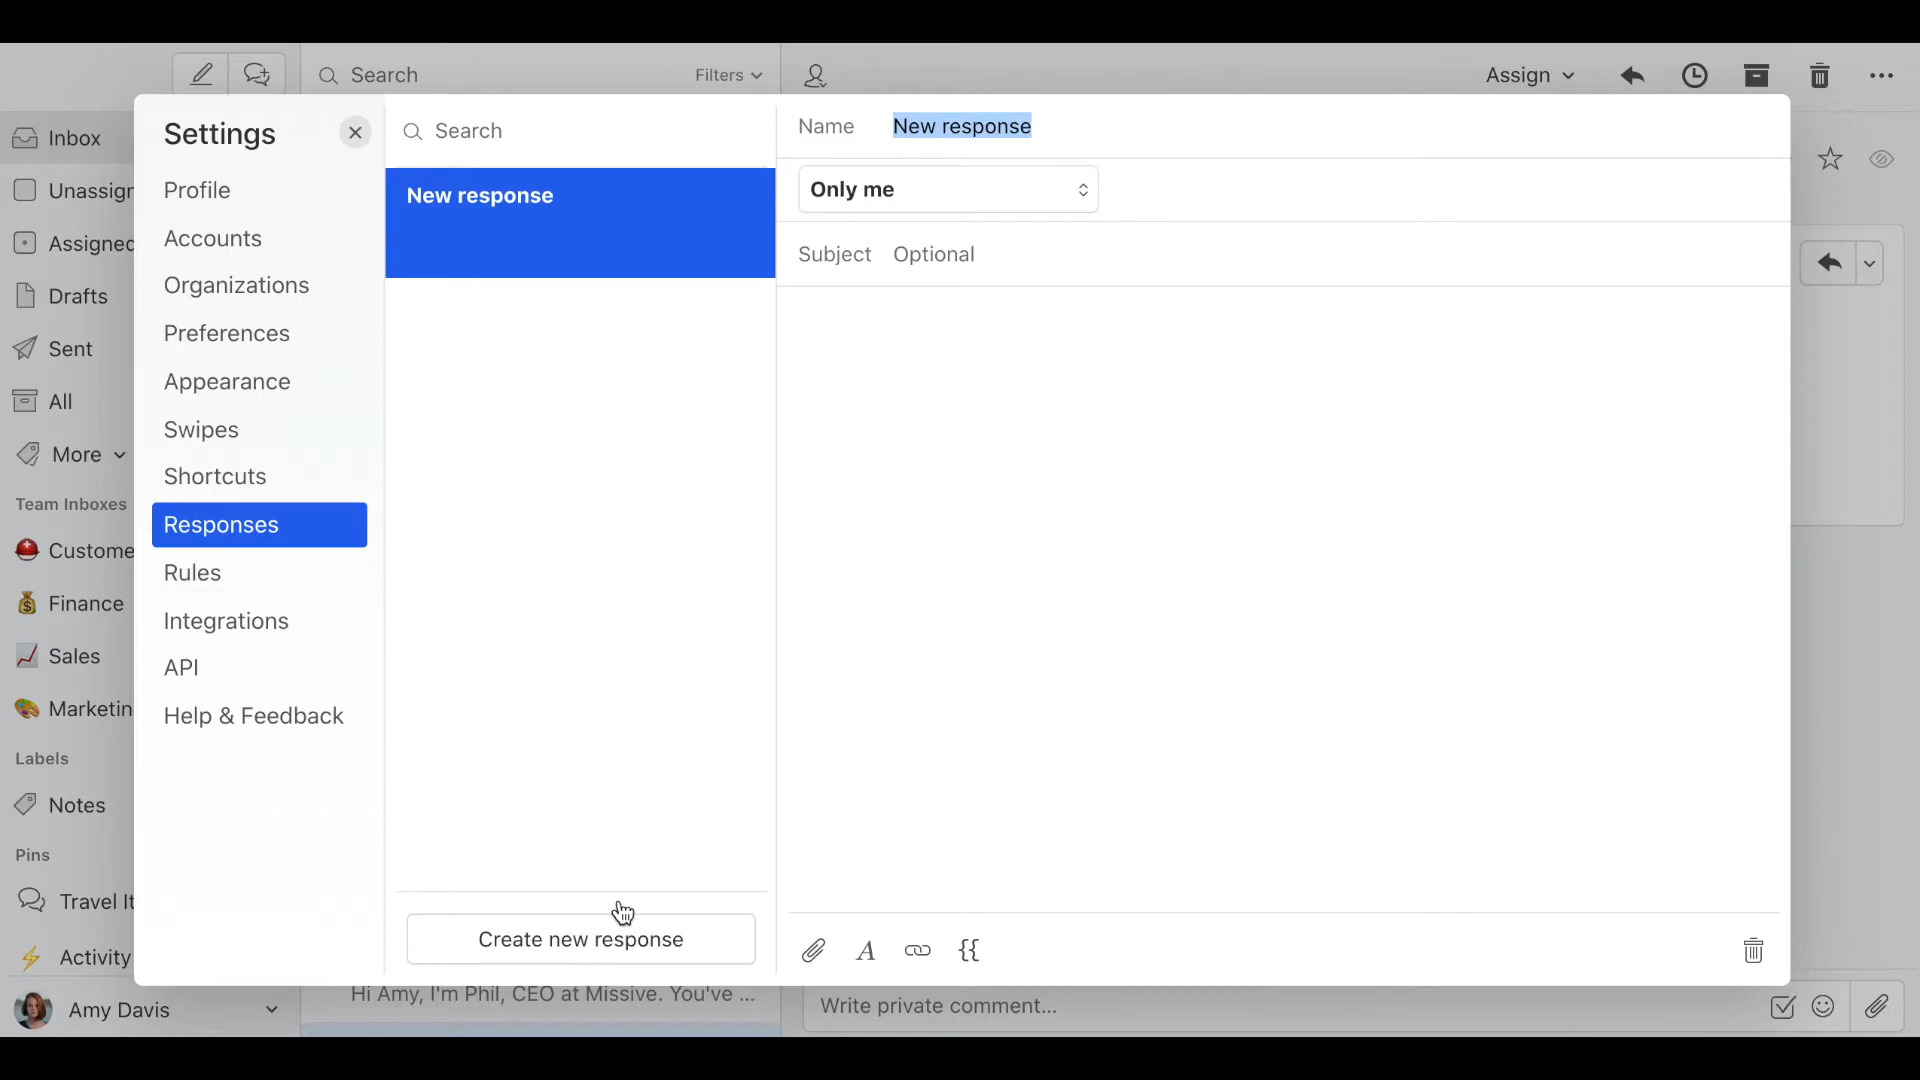 Search
Filters
Assign
Inbox
Unassign
Assigned
Drafts
Sent
All
More
Team Inboxes
Custome
Finance
Sales
Marketin
Labels
Notes
Pins
Travel It
Activity
Amy Davis
Settings
Profile
Accounts
Organizations
Preferences
Appearance
Swipes
Shortcuts
Responses
Rules
Integrations
API
Help & Feedback
Search
New response
Create new response
Name New response
Only me
Subject Optional
A
{{
Hi Amy, I'm Phil, CEO at Missive. You've ...
Write private comment...